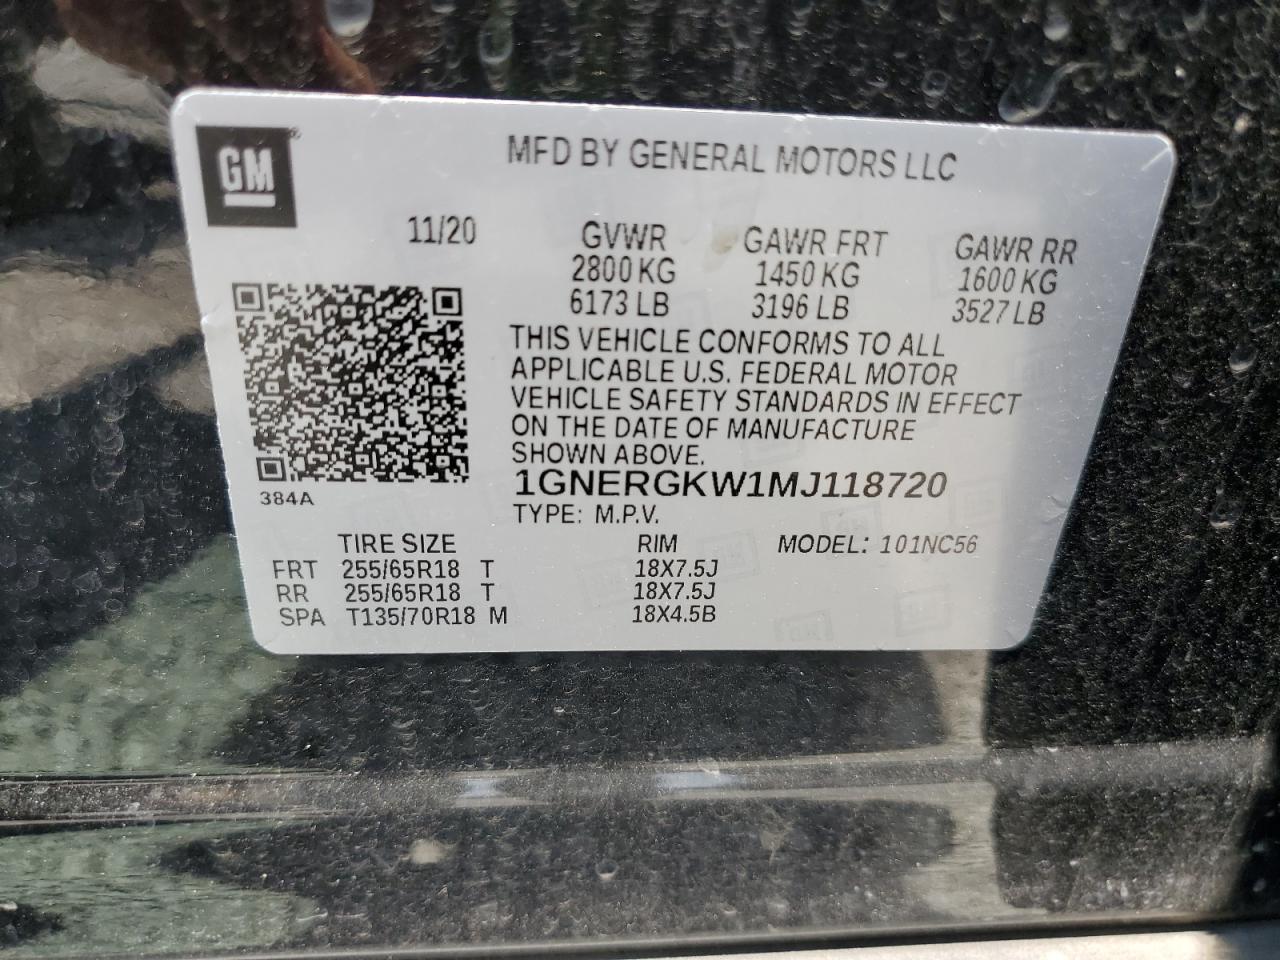 GM®
MFD BY GENERAL MOTORS LLC
11/20
GVWR GAWR FRT GAWR RR
2800 KG 1450 KG 1600 KG
6173 LB 3196 LB 3527 LB
THIS VEHICLE CONFORMS TO ALL
APPLICABLE U.S. FEDERAL MOTOR
VEHICLE SAFETY STANDARDS IN EFFECT
ON THE DATE OF MANUFACTURE
SHOWN ABOVE.
1GNERGKW1MJ118720
384A
TYPE: M.P.V.
TIRE SIZE RIM MODEL: 101NC56
FRT 255/65R18 T 18X7.5J
RR 255/65R18 T 18X7.5J
SPA T135/70R18 M 18X4.5B